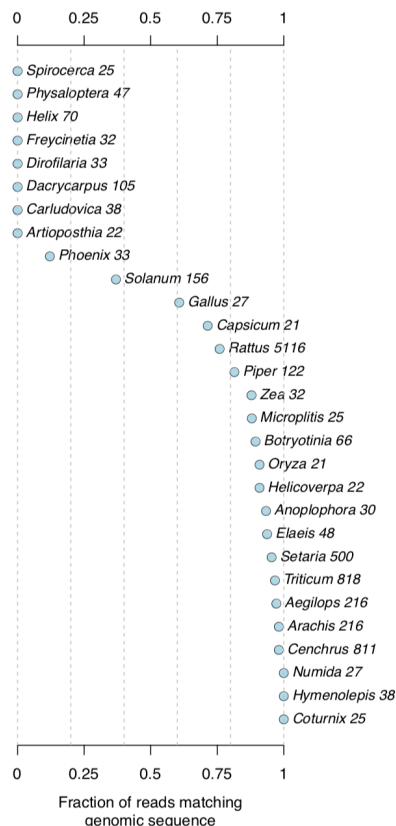 0 0.25 0.5 0.75 1
Spirocerca 25
Physaloptera 47
Helix 70
Freycinetia 32
Dirofilaria 33
Dacrycarpus 105
Carludovica 38
Artioposthia 22
Phoenix 33
Solanum 156
Gallus 27
Capsicum 21
Rattus 5116
Piper 122
Zea 32
Microplitis 25
Botryotinia 66
Oryza 21
Helicoverpa 22
Anoplophora 30
Elaeis 48
Setaria 500
Triticum 818
Aegilops 216
Arachis 216
Cenchrus 811
Numida 27
Hymenolepis 38
Coturnix 25
0 0.25 0.5 0.75 1
Fraction of reads matching
genomic sequence